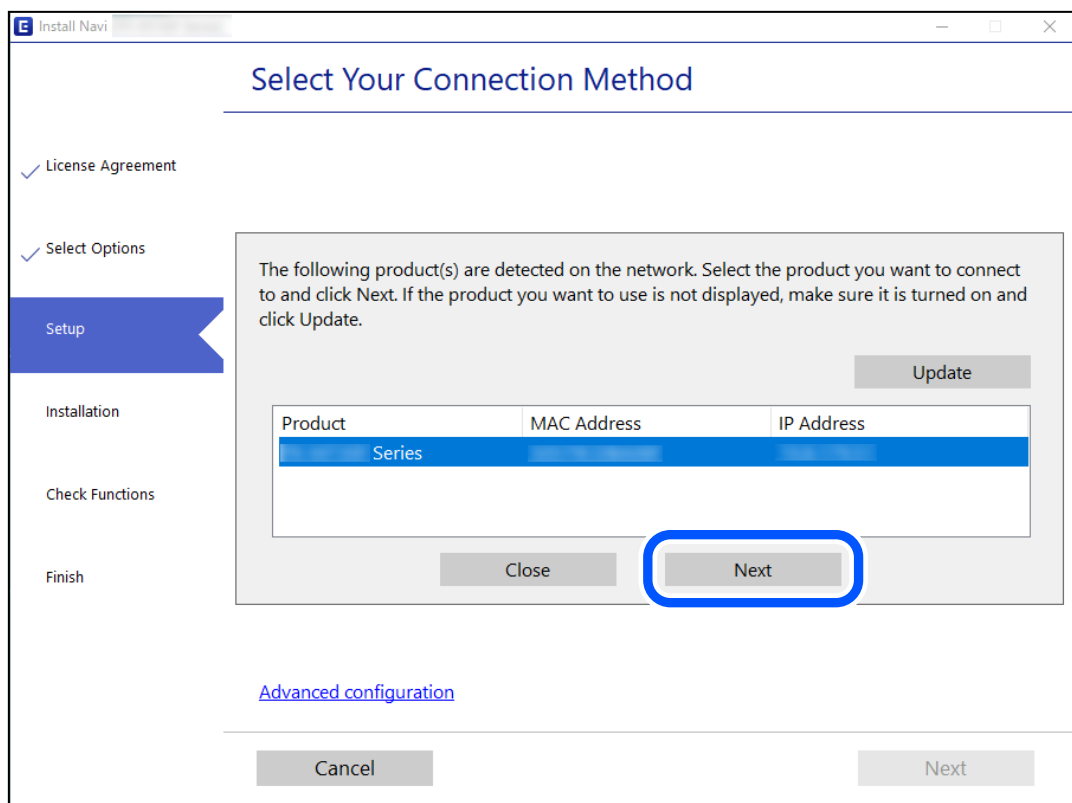 E Install Navi
Select Your Connection Method
License Agreement
Select Options
Setup
Installation
Check Functions
Finish
The following product(s) are detected on the network. Select the product you want to connect
to and click Next. If the product you want to use is not displayed, make sure it is turned on and
click Update.
Update
Product MAC Address IP Address
Series
Close Next
Advanced configuration
Cancel Next